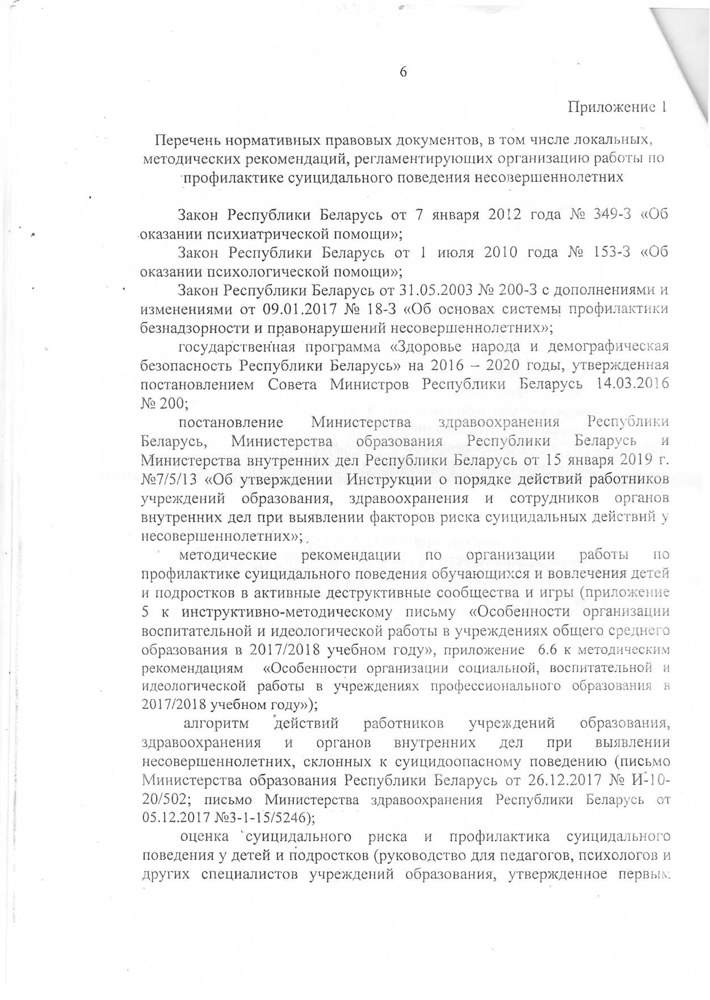 6
Приложение 1
Перечень нормативных правовых документов, в том числе локальных,
методических рекомендаций, регламентирующих организацию работы по
профилактике суицидального поведения несовершеннолетних
Закон Республики Беларусь от 7 января 2012 года № 349-З «Об
оказании психиатрической помощи»;
Закон Республики Беларусь от 1 июля 2010 года № 153-З «Об
оказании психологической помощи»;
Закон Республики Беларусь от 31.05.2003 № 200-З с дополнениями и
изменениями от 09.01.2017 № 18-З «Об основах системы профилактики
безнадзорности и правонарушений несовершеннолетних»;
государственная программа «Здоровье народа и демографическая
безопасность Республики Беларусь» на 2016 – 2020 годы, утвержденная
постановлением Совета Министров Республики Беларусь 14.03.2016
№ 200;
постановление Министерства здравоохранения Республики
Беларусь, Министерства образования Республики Беларусь и
Министерства внутренних дел Республики Беларусь от 15 января 2019 г.
№7/5/13 «Об утверждении Инструкции о порядке действий работников
учреждений образования, здравоохранения и сотрудников органов
внутренних дел при выявлении факторов риска суицидальных действий у
несовершеннолетних»;
методические рекомендации по организации работы по
профилактике суицидального поведения обучающихся и вовлечения детей
и подростков в активные деструктивные сообщества и игры (приложение
5 к инструктивно-методическому письму «Особенности организации
воспитательной и идеологической работы в учреждениях общего среднего
образования в 2017/2018 учебном году», приложение 6.6 к методическим
рекомендациям «Особенности организации социальной, воспитательной и
идеологической работы в учреждениях профессионального образования в
2017/2018 учебном году»);
алгоритм действий работников учреждений образования,
здравоохранения и органов внутренних дел при выявлении
несовершеннолетних, склонных к суицидоопасному поведению (письмо
Министерства образования Республики Беларусь от 26.12.2017 № И-10-
20/502; письмо Министерства здравоохранения Республики Беларусь от
05.12.2017 №3-1-15/5246);
оценка суицидального риска и профилактика суицидального
поведения у детей и подростков (руководство для педагогов, психологов и
других специалистов учреждений образования, утвержденное первым